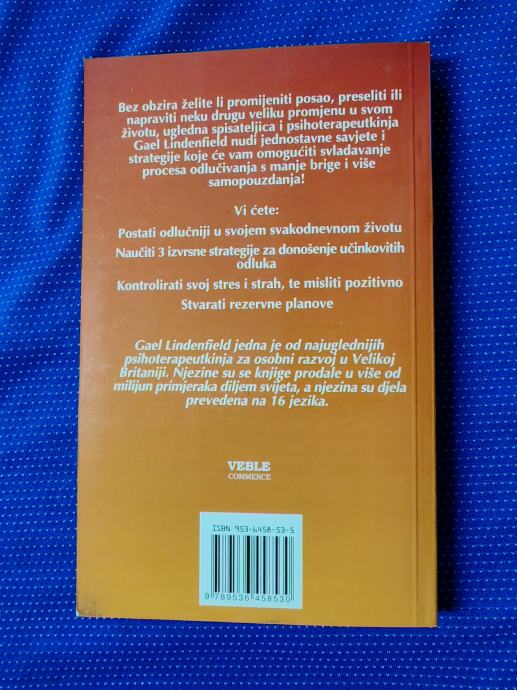 Bez obzira želite li promijeniti posao, preseliti ili
napraviti neku drugu veliku promjenu u svom
životu, ugledna spisateljica i psihoterapeutkinja
Gael Lindenfield nudi jednostavne savjete i
strategije koje će vam omogućiti svladavanje
procesa odlučivanja s manje brige i više
samopouzdanja!
Vi ćete:
Postati odlučniji u svojem svakodnevnom životu
Naučiti 3 izvrsne strategije za donošenje učinkovitih
odluka
Kontrolirati svoj stres i strah, te misliti pozitivno
Stvarati rezervne planove
Gael Lindenfield jedna je od najuglednijih
psihoterapeutkinja za osobni razvoj u Velikoj
Britaniji. Njezine su se knjige prodale u više od
milijun primjeraka diljem svijeta, a njezina su djela
prevedena na 16 jezika.
VEBLE
COMMERCE
ISBN 953-6458-53-5
9 789536 458530